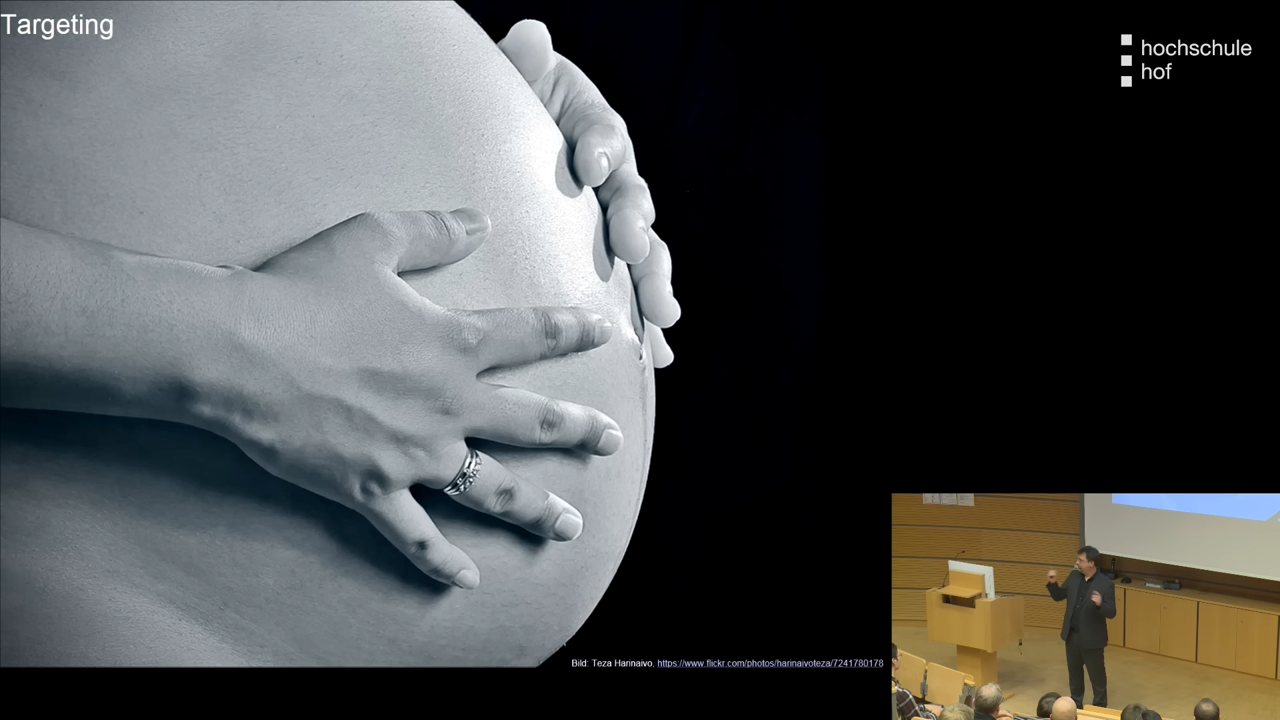 Targeting
hochschule
hof
Bild: Teza Harinaivo, https://www.flickr.com/photos/harinaivoteza/7241780178